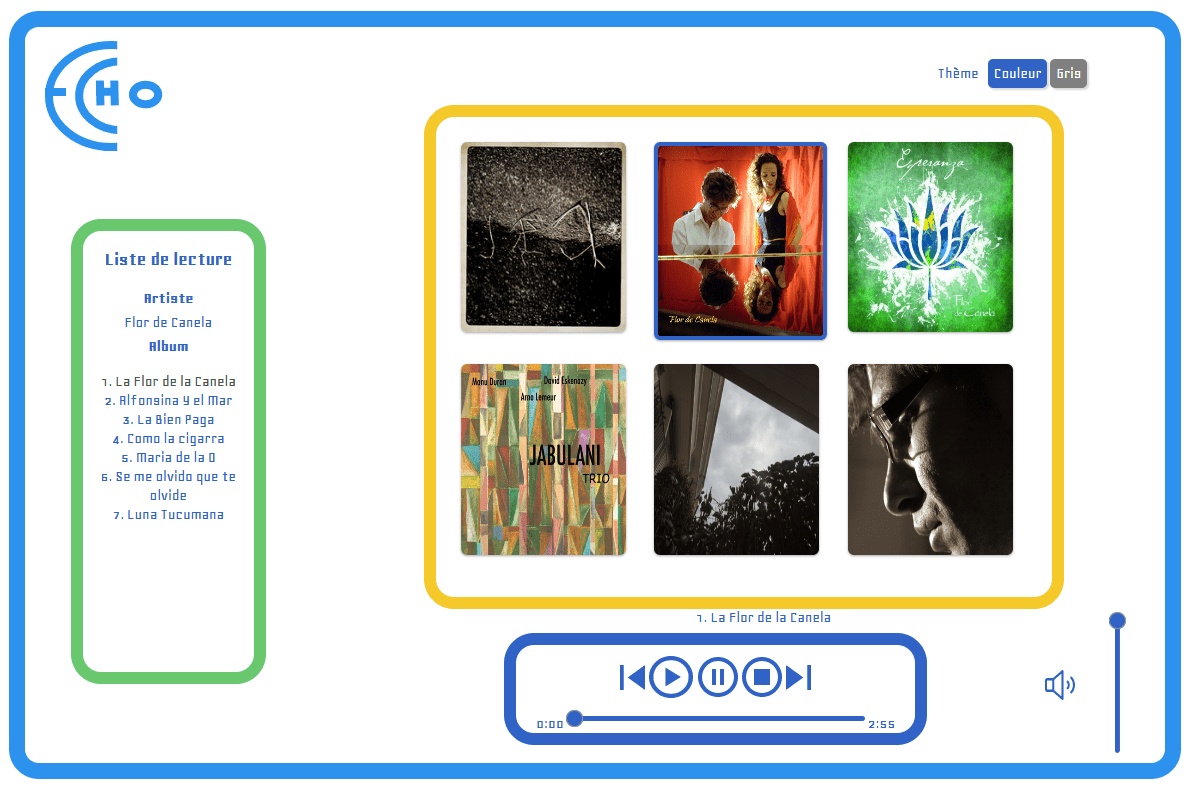 ECHO
Thème Couleur Gris
Liste de lecture
Artiste
Flor de Canela
Album
1. La Flor de la Canela
2. Alfonsina y el Mar
3. La Bien Paga
4. Como la cigarra
5. Maria de la O
6. Se me olvido que te
olvide
7. Luna Tucumana
Flor de Canela
Esperanza
Flor
de Canela
Manu Duran
David Eskenazy
Arno Lemeur
JABULANI
TRIO
1. La Flor de la Canela
0:00
2:55